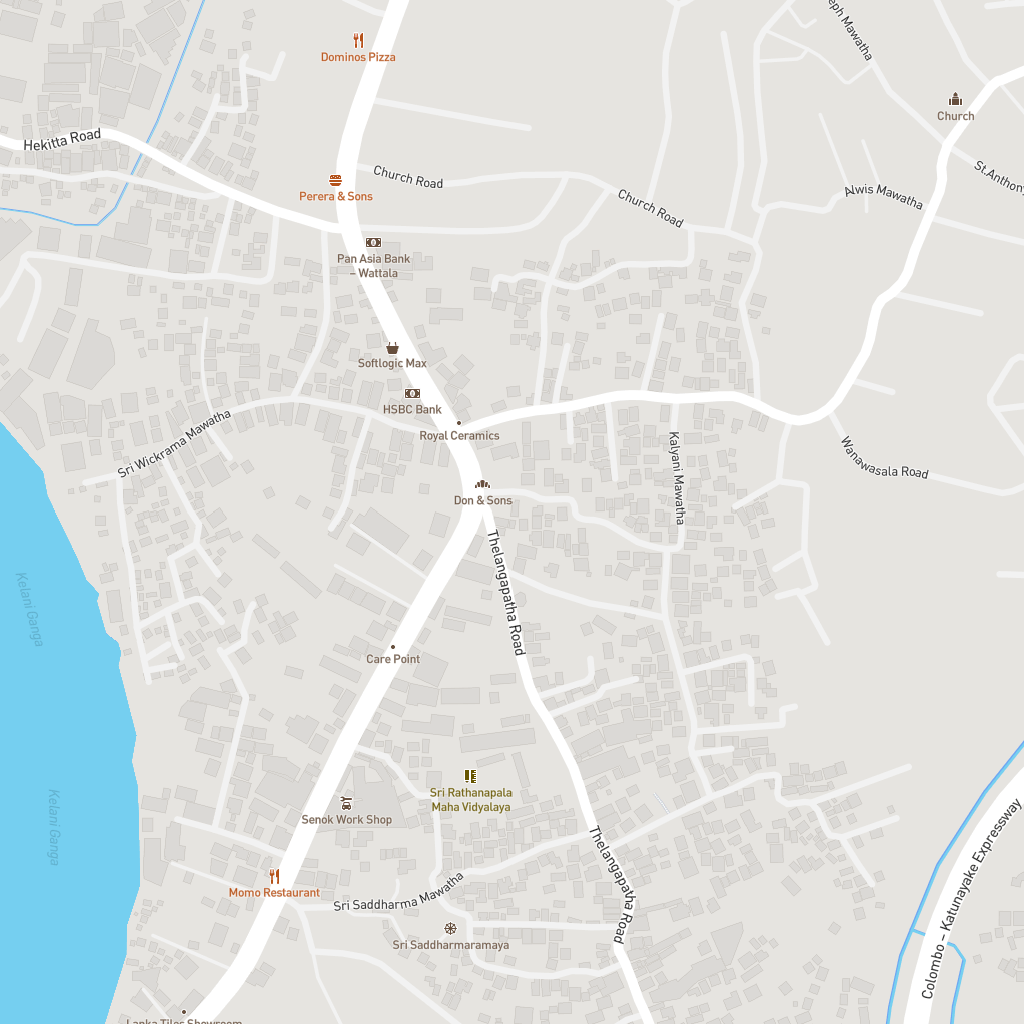 eph Mawatha
Dominos Pizza
Church
Hekitta Road
Church Road
Perera & Sons
Church Road
St.Anthony
Alwis Mawatha
Pan Asia Bank
– Wattala
Softlogic Max
HSBC Bank
Royal Ceramics
Sri Wickrama Mawatha
Kalyani Mawatha
Wanawasala Road
Don & Sons
Thelangapatha Road
Kelani Ganga
Care Point
Sri Rathanapala
Maha Vidyalaya
Senok Work Shop
Kelani Ganga
Thelangapatha Road
Colombo – Katunayake Expressway
Momo Restaurant
Sri Saddharma Mawatha
Sri Saddharmaramaya
Lanka Tiles Showroom